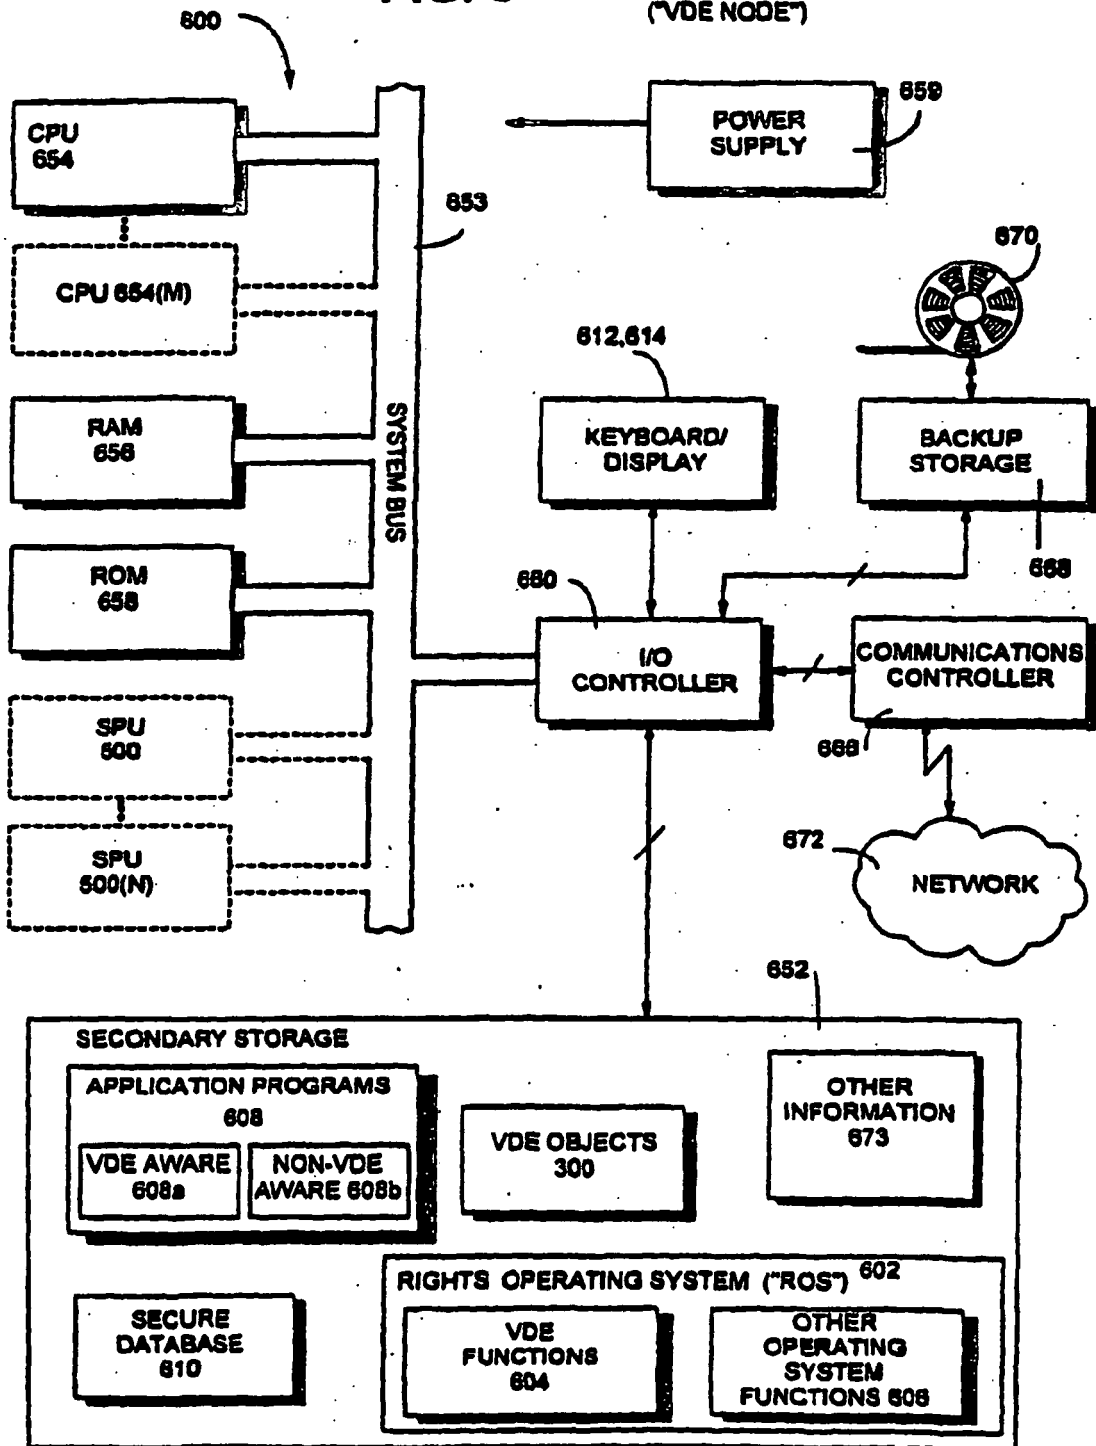 ("VDE NODE")
600
CPU
654
653
POWER
SUPPLY
659
CPU 654(M)
670
612,614
RAM
656
SYSTEM BUS
KEYBOARD/
DISPLAY
BACKUP
STORAGE
ROM
658
660
668
I/O
CONTROLLER
COMMUNICATIONS
CONTROLLER
SPU
500
666
SPU
500(N)
672
NETWORK
652
SECONDARY STORAGE
APPLICATION PROGRAMS
608
VDE AWARE
608a
NON-VDE
AWARE 608b
VDE OBJECTS
300
OTHER
INFORMATION
673
RIGHTS OPERATING SYSTEM ("ROS") 602
SECURE
DATABASE
610
VDE
FUNCTIONS
604
OTHER
OPERATING
SYSTEM
FUNCTIONS 606